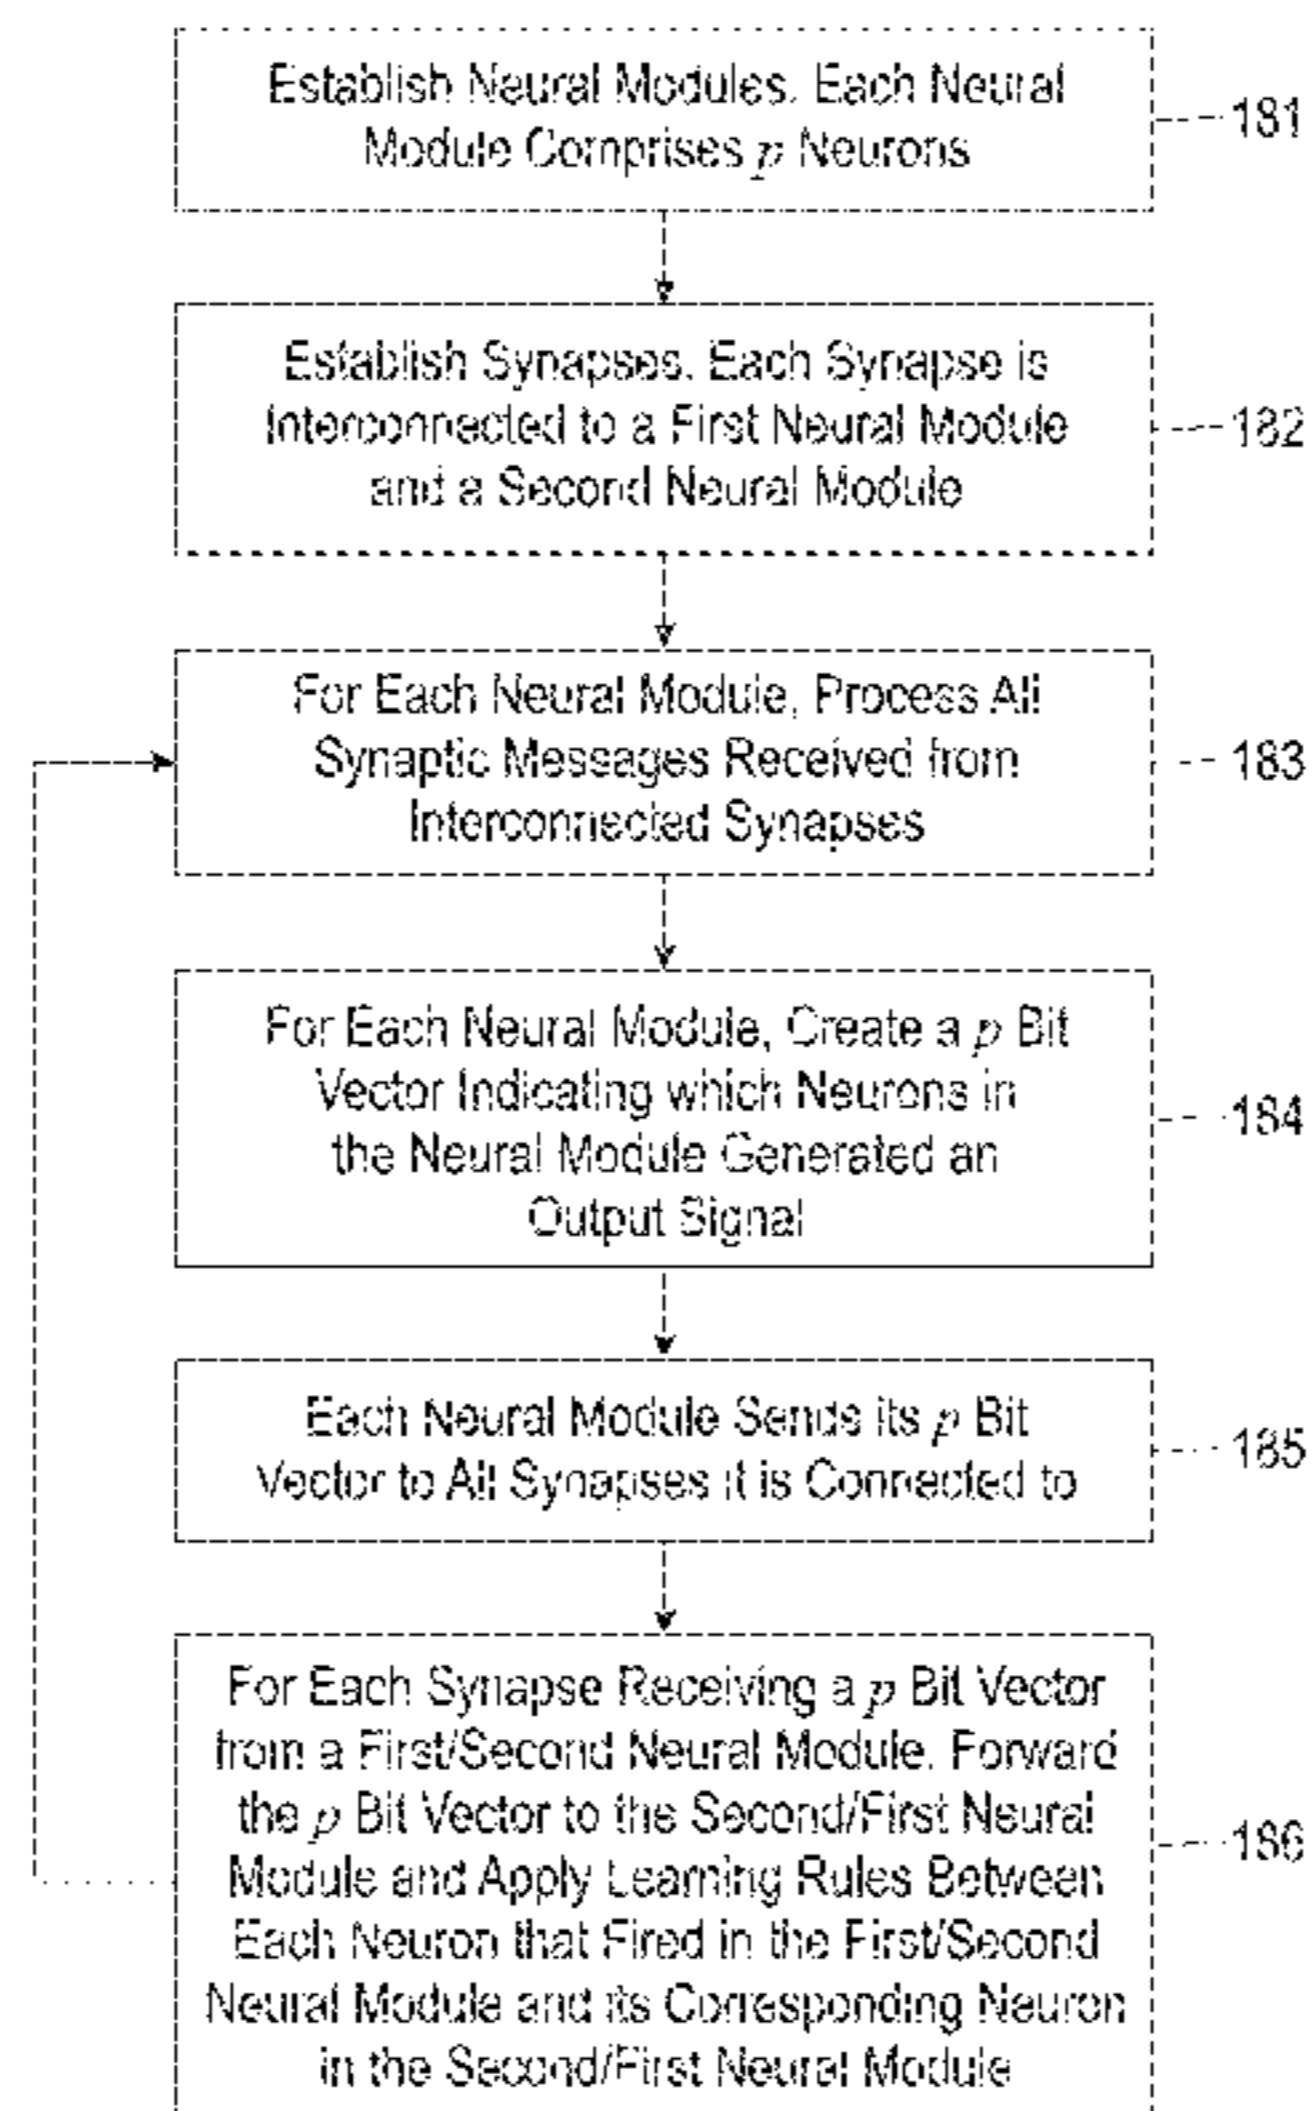 Establish Neural Modules. Each Neural
Module Comprises p Neurons
181
Establish Synapses. Each Synapse is
Interconnected to a First Neural Module
and a Second Neural Module
182
For Each Neural Module, Process All
Synaptic Messages Received from
Interconnected Synapses
183
For Each Neural Module, Create a p Bit
Vector Indicating which Neurons in
the Neural Module Generated an
Output Signal
184
Each Neural Module Sends its p Bit
Vector to All Synapses it is Connected to
185
For Each Synapse Receiving a p Bit Vector
from a First/Second Neural Module. Forward
the p Bit Vector to the Second/First Neural
Module and Apply Learning Rules Between
Each Neuron that Fired in the First/Second
Neural Module and its Corresponding Neuron
in the Second/First Neural Module
186